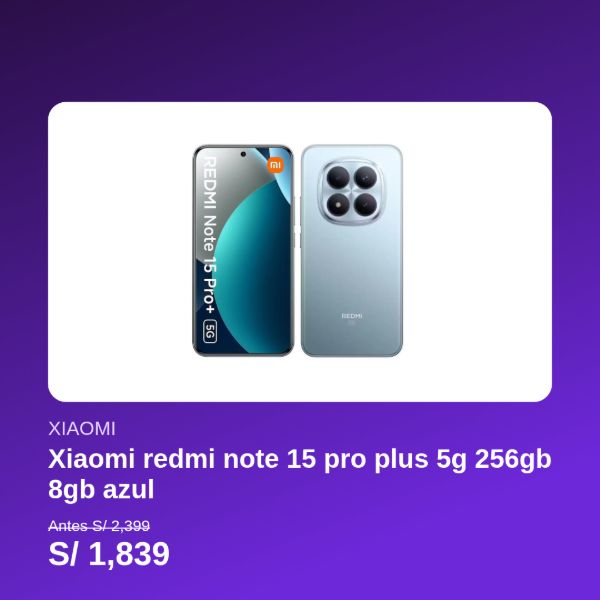 REDMI Note 15 Pro+ 5G
REDMI
XIAOMI
Xiaomi redmi note 15 pro plus 5g 256gb
8gb azul
Antes S/ 2,399
S/ 1,839